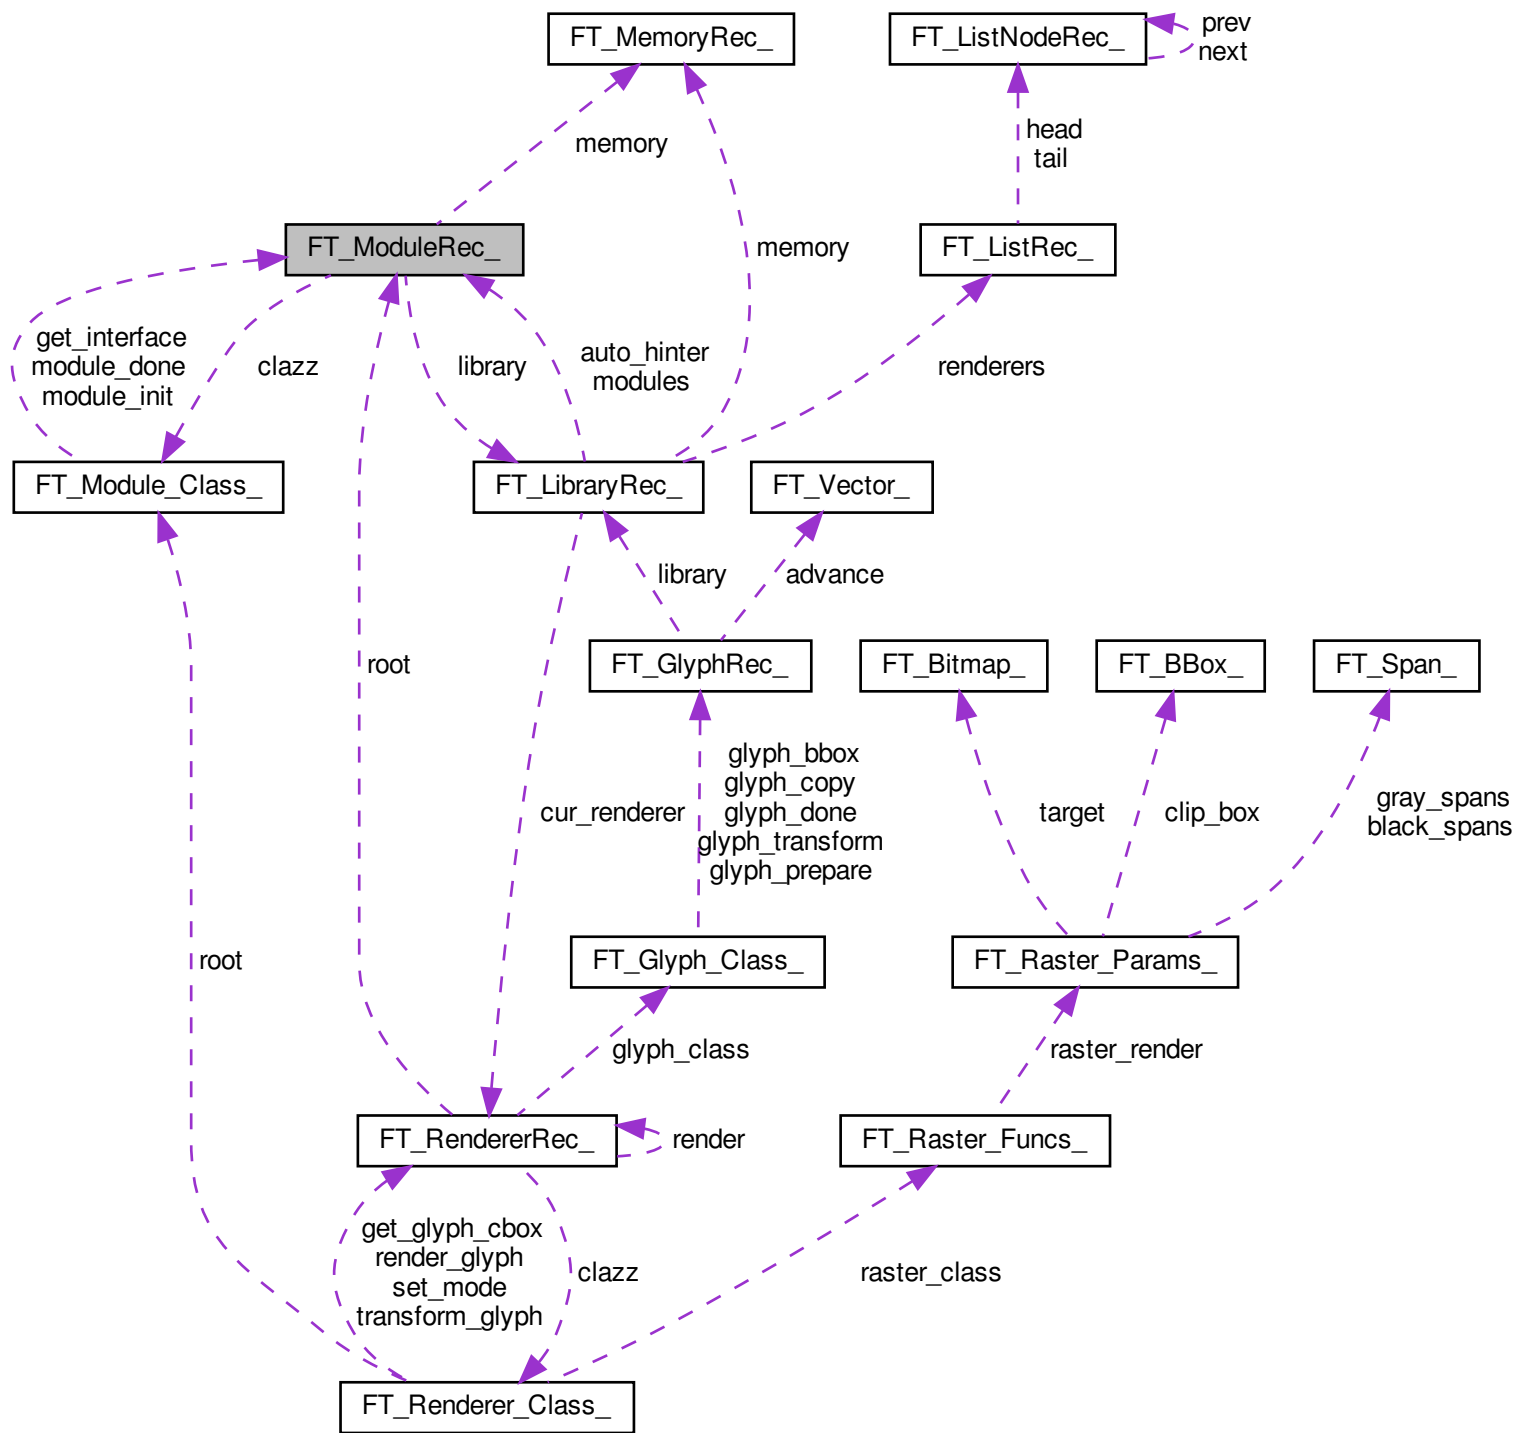 FT_MemoryRec_
FT_ListNodeRec_
prev
next
memory
head
tail
FT_ModuleRec_
memory
FT_ListRec_
get_interface
module_done
module_init
clazz
library
auto_hinter
modules
renderers
FT_Module_Class_
FT_LibraryRec_
FT_Vector_
library
advance
root
FT_GlyphRec_
FT_Bitmap_
FT_BBox_
FT_Span_
cur_renderer
glyph_bbox
glyph_copy
glyph_done
glyph_transform
glyph_prepare
target
clip_box
gray_spans
black_spans
root
FT_Glyph_Class_
FT_Raster_Params_
glyph_class
raster_render
FT_RendererRec_
render
FT_Raster_Funcs_
get_glyph_cbox
render_glyph
set_mode
transform_glyph
clazz
raster_class
FT_Renderer_Class_